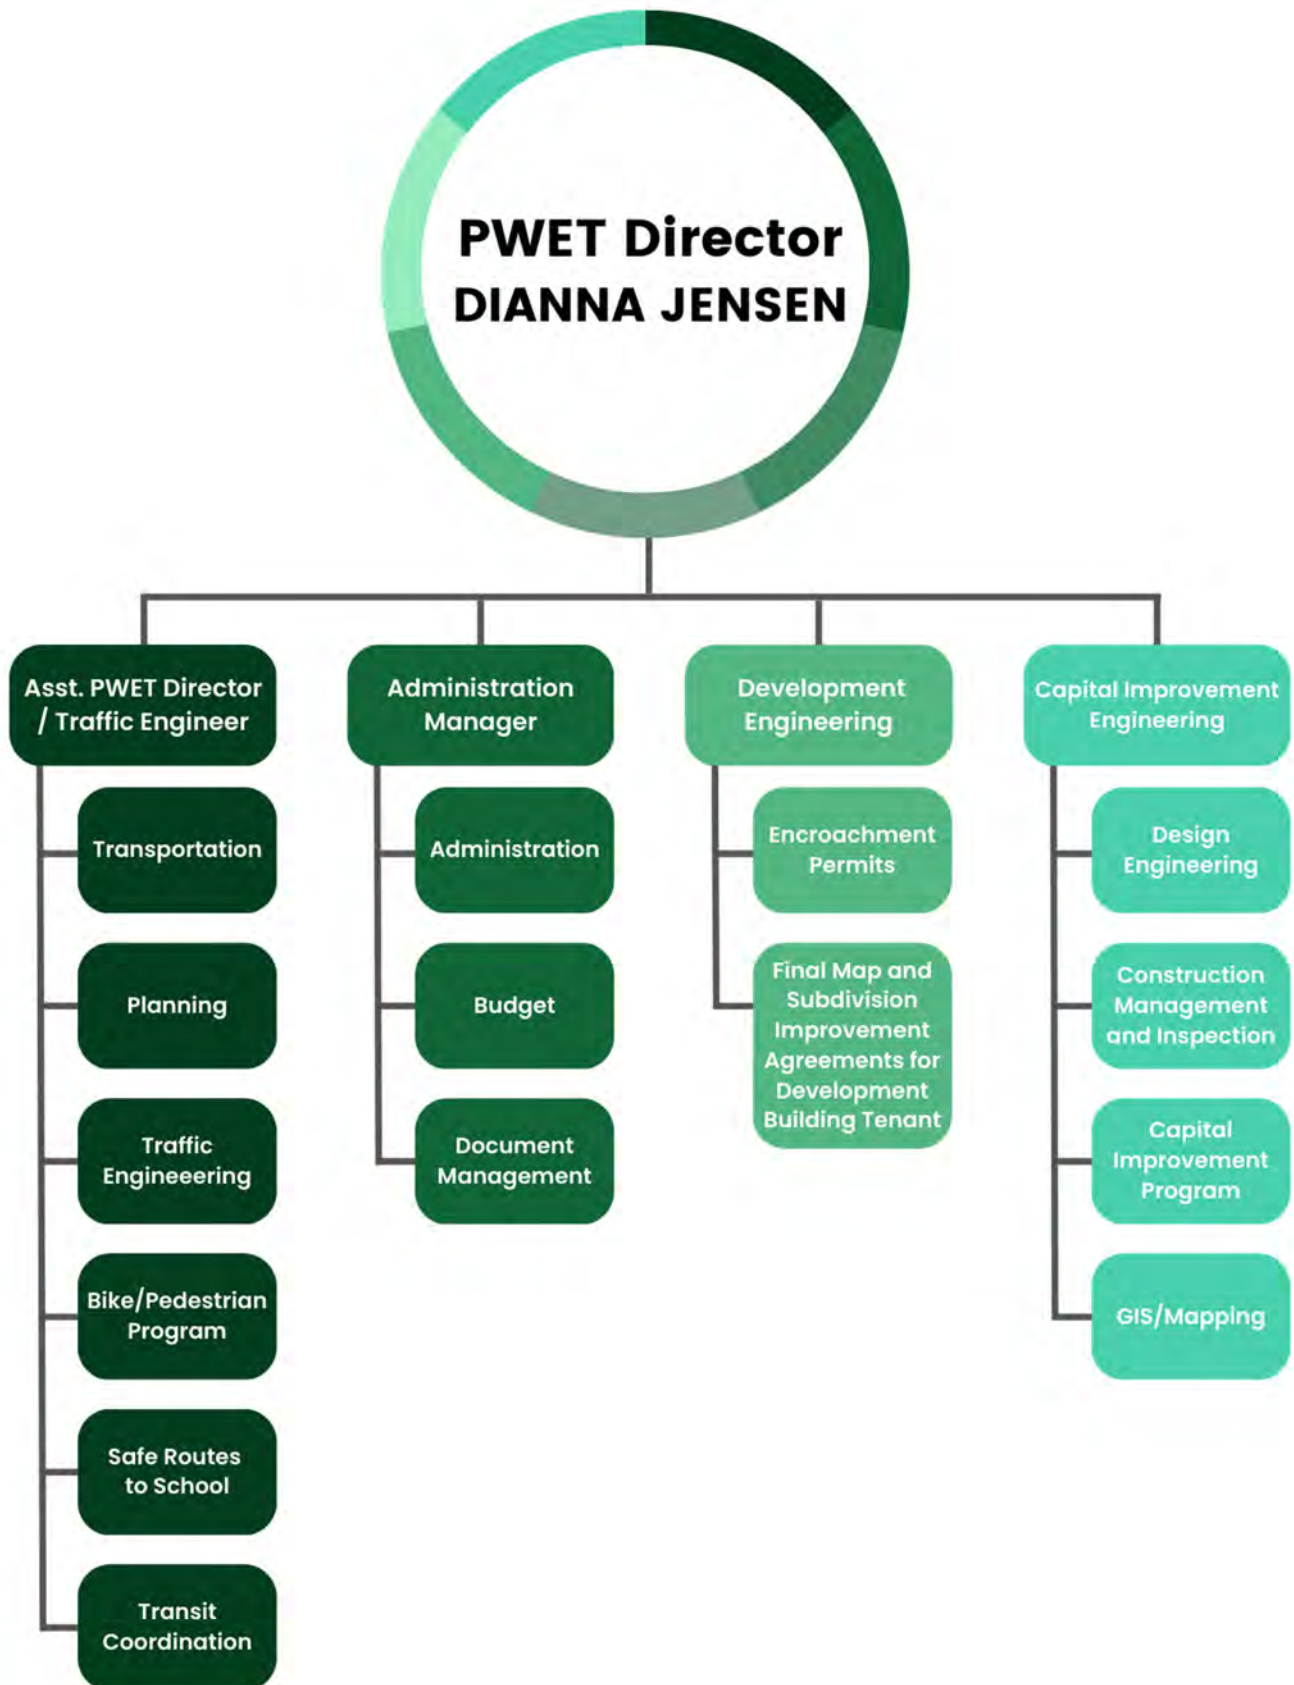 PWET Director
DIANNA JENSEN
Asst. PWET Director
/ Traffic Engineer
Transportation
Planning
Traffic
Engineeering
Bike/Pedestrian
Program
Safe Routes
to School
Transit
Coordination
Administration
Manager
Administration
Budget
Document
Management
Development
Engineering
Encroachment
Permits
Final Map and
Subdivision
Improvement
Agreements for
Development
Building Tenant
Capital Improvement
Engineering
Design
Engineering
Construction
Management
and Inspection
Capital
Improvement
Program
GIS/Mapping